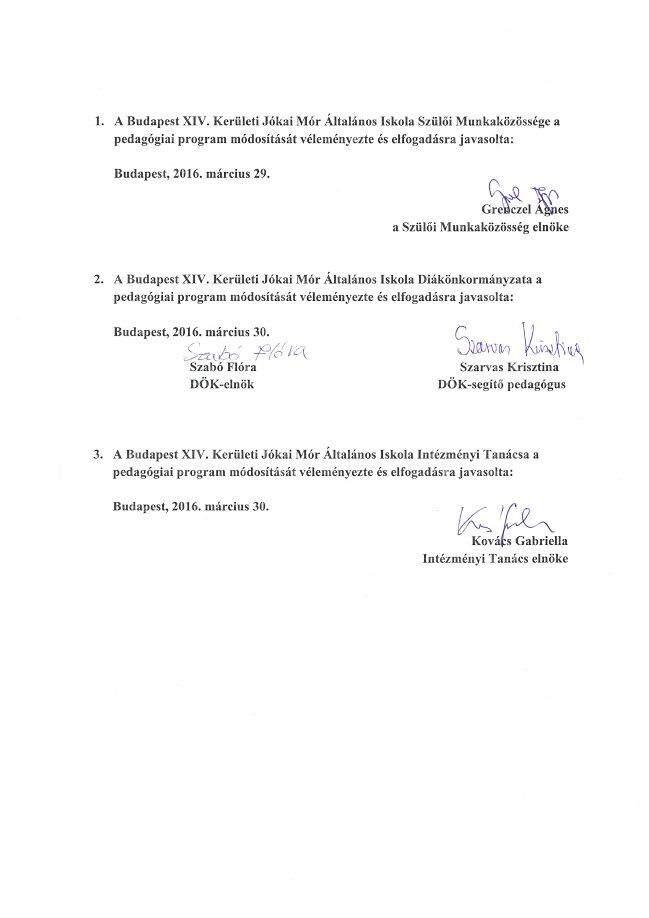 1. A Budapest XIV. Kerületi Jókai Mór Általános Iskola Szülői Munkaközössége a
pedagógiai program módosítását véleményezte és elfogadásra javasolta:
Budapest, 2016. március 29.
Grenczel Ágnes
a Szülői Munkaközösség elnöke
2. A Budapest XIV. Kerületi Jókai Mór Általános Iskola Diákönkormányzata a
pedagógiai program módosítását véleményezte és elfogadásra javasolta:
Budapest, 2016. március 30.
Szabó Flóra Szarvas Krisztina
Szabó Flóra Szarvas Krisztina
DÖK-elnök DÖK-segítő pedagógus
3. A Budapest XIV. Kerületi Jókai Mór Általános Iskola Intézményi Tanácsa a
pedagógiai program módosítását véleményezte és elfogadásra javasolta:
Budapest, 2016. március 30.
Kovács Gabriella
Intézményi Tanács elnöke